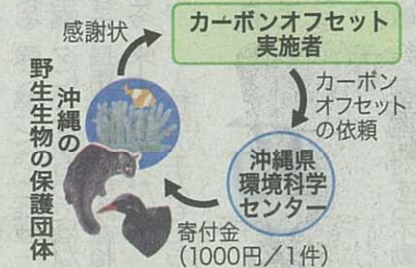 感謝状
カーボンオフセット
実施者
カーボン
オフセット
の依頼
沖縄県
環境科学
センター
寄付金
(1000円/1件)
沖縄の
野生生物の保護団体